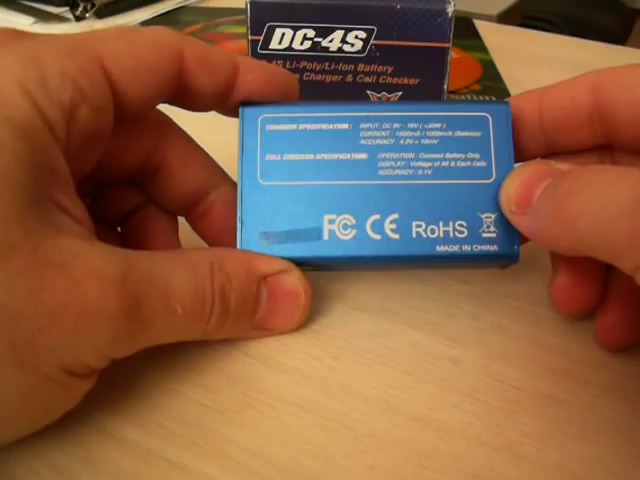 DC-4S
4S Li-Poly/Li-Ion Battery
Charger & Cell Checker
CHARGER SPECIFICATION :
INPUT: DC 9V - 16V ( <30W )
CURRENT : 1500mA / 1000mA (Balance)
ACCURACY : 4.2V ± 10mV
CELL CHECKER SPECIFICATION:
OPERATION : Connect Battery Only
DISPLAY : Voltage of All & Each Cells
ACCURACY : 0.1V
FC CE RoHS
MADE IN CHINA